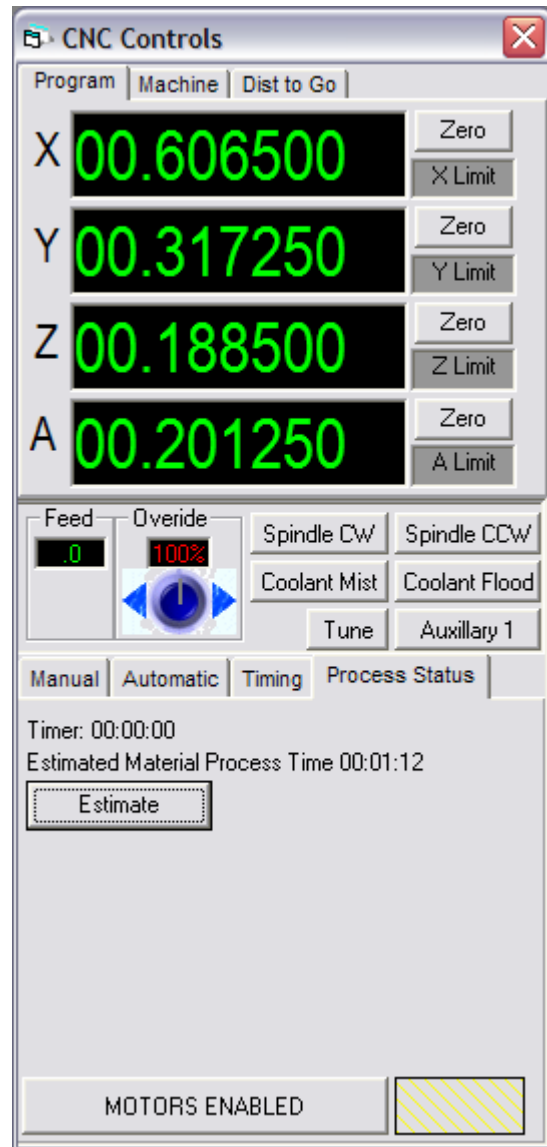 CNC Controls
Program Machine Dist to Go
X 00.606500 Zero
X Limit
Y 00.317250 Zero
Y Limit
Z 00.188500 Zero
Z Limit
A 00.201250 Zero
A Limit
Feed Overide
.0 100% Spindle CW Spindle CCW
Coolant Mist Coolant Flood
Tune Auxillary 1
Manual Automatic Timing Process Status
Timer: 00:00:00
Estimated Material Process Time 00:01:12
Estimate
MOTORS ENABLED